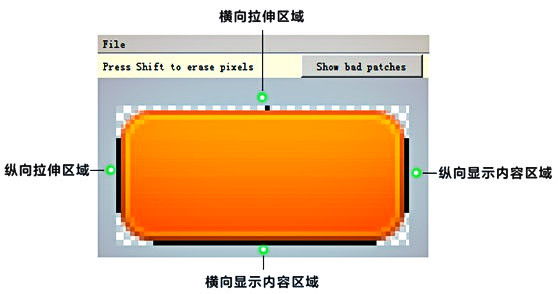 横向拉伸区域
File
Press Shift to erase pixels
Show bad patches
纵向拉伸区域
纵向显示内容区域
横向显示内容区域